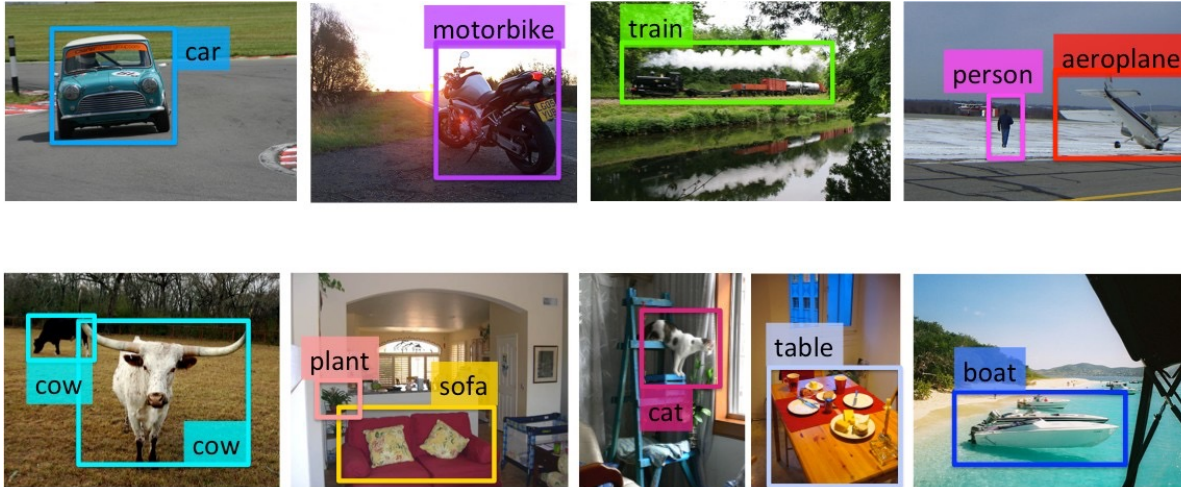 car
motorbike
train
person
aeroplane
cow
cow
plant
sofa
cat
table
boat